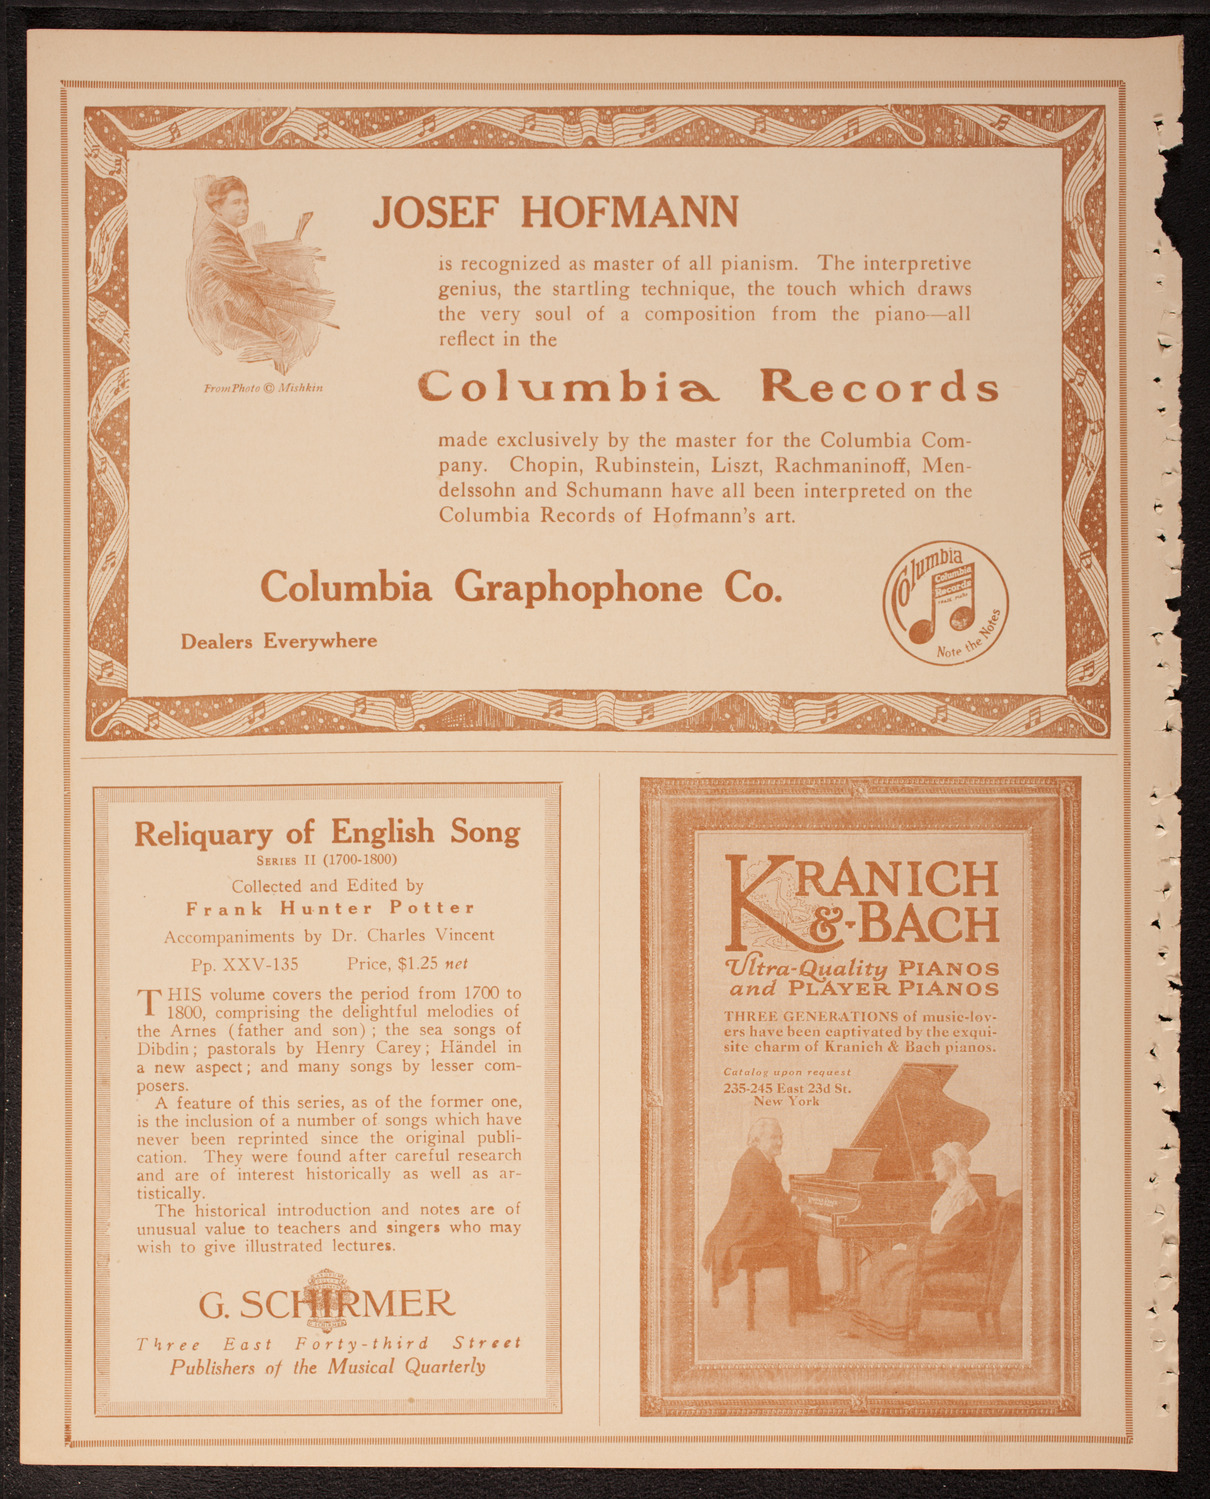 JOSEF HOFMANN
is recognized as master of all pianism. The interpretive
genius, the startling technique, the touch which draws
the very soul of a composition from the piano—all
reflect in the
From Photo © Mishkin
Columbia Records
made exclusively by the master for the Columbia Com-
pany. Chopin, Rubinstein, Liszt, Rachmaninoff, Men-
delssohn and Schumann have all been interpreted on the
Columbia Records of Hofmann's art.
Columbia Graphophone Co.
Dealers Everywhere
Columbia
Columbia
Records
Note the Notes
Reliquary of English Song
SERIES II (1700-1800)
Collected and Edited by
Frank Hunter Potter
Accompaniments by Dr. Charles Vincent
Pp. XXV-135 Price, $1.25 net
THIS volume covers the period from 1700 to
1800, comprising the delightful melodies of
the Arnes (father and son); the sea songs of
Dibdin; pastorals by Henry Carey; Händel in
a new aspect; and many songs by lesser com-
posers.
A feature of this series, as of the former one,
is the inclusion of a number of songs which have
never been reprinted since the original publi-
cation. They were found after careful research
and are of interest historically as well as ar-
tistically.
The historical introduction and notes are of
unusual value to teachers and singers who may
wish to give illustrated lectures.
G. SCHIRMER
Three East Forty-third Street
Publishers of the Musical Quarterly
KRANICH
&-BACH
Ultra-Quality PIANOS
and PLAYER PIANOS
THREE GENERATIONS of music-lov-
ers have been captivated by the exqui-
site charm of Kranich & Bach pianos.
Catalog upon request
235-245 East 23d St.
New York